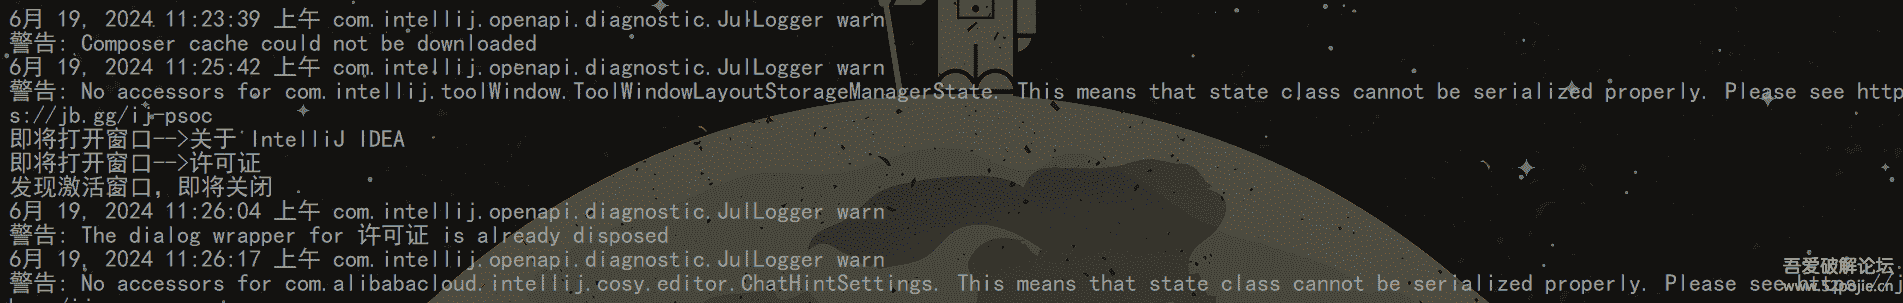 6月 19, 2024 11:23:39 上午 com.intellij.openapi.diagnostic.JulLogger warn
警告: Composer cache could not be downloaded
6月 19, 2024 11:25:42 上午 com.intellij.openapi.diagnostic.JulLogger warn
警告: No accessors for com.intellij.toolWindow.ToolWindowLayoutStorageManagerState. This means that state class cannot be serialized properly. Please see http
s://jb.gg/ij-psoc
即将打开窗口-->关于 IntelliJ IDEA
即将打开窗口-->许可证
发现激活窗口，即将关闭
6月 19, 2024 11:26:04 上午 com.intellij.openapi.diagnostic.JulLogger warn
警告: The dialog wrapper for 许可证 is already disposed
6月 19, 2024 11:26:17 上午 com.intellij.openapi.diagnostic.JulLogger warn
警告: No accessors for com.alibabacloud.intellij.cosy.editor.ChatHintSettings. This means that state class cannot be serialized properly. Please see
吾爱破解论坛
www.52pojie.cn